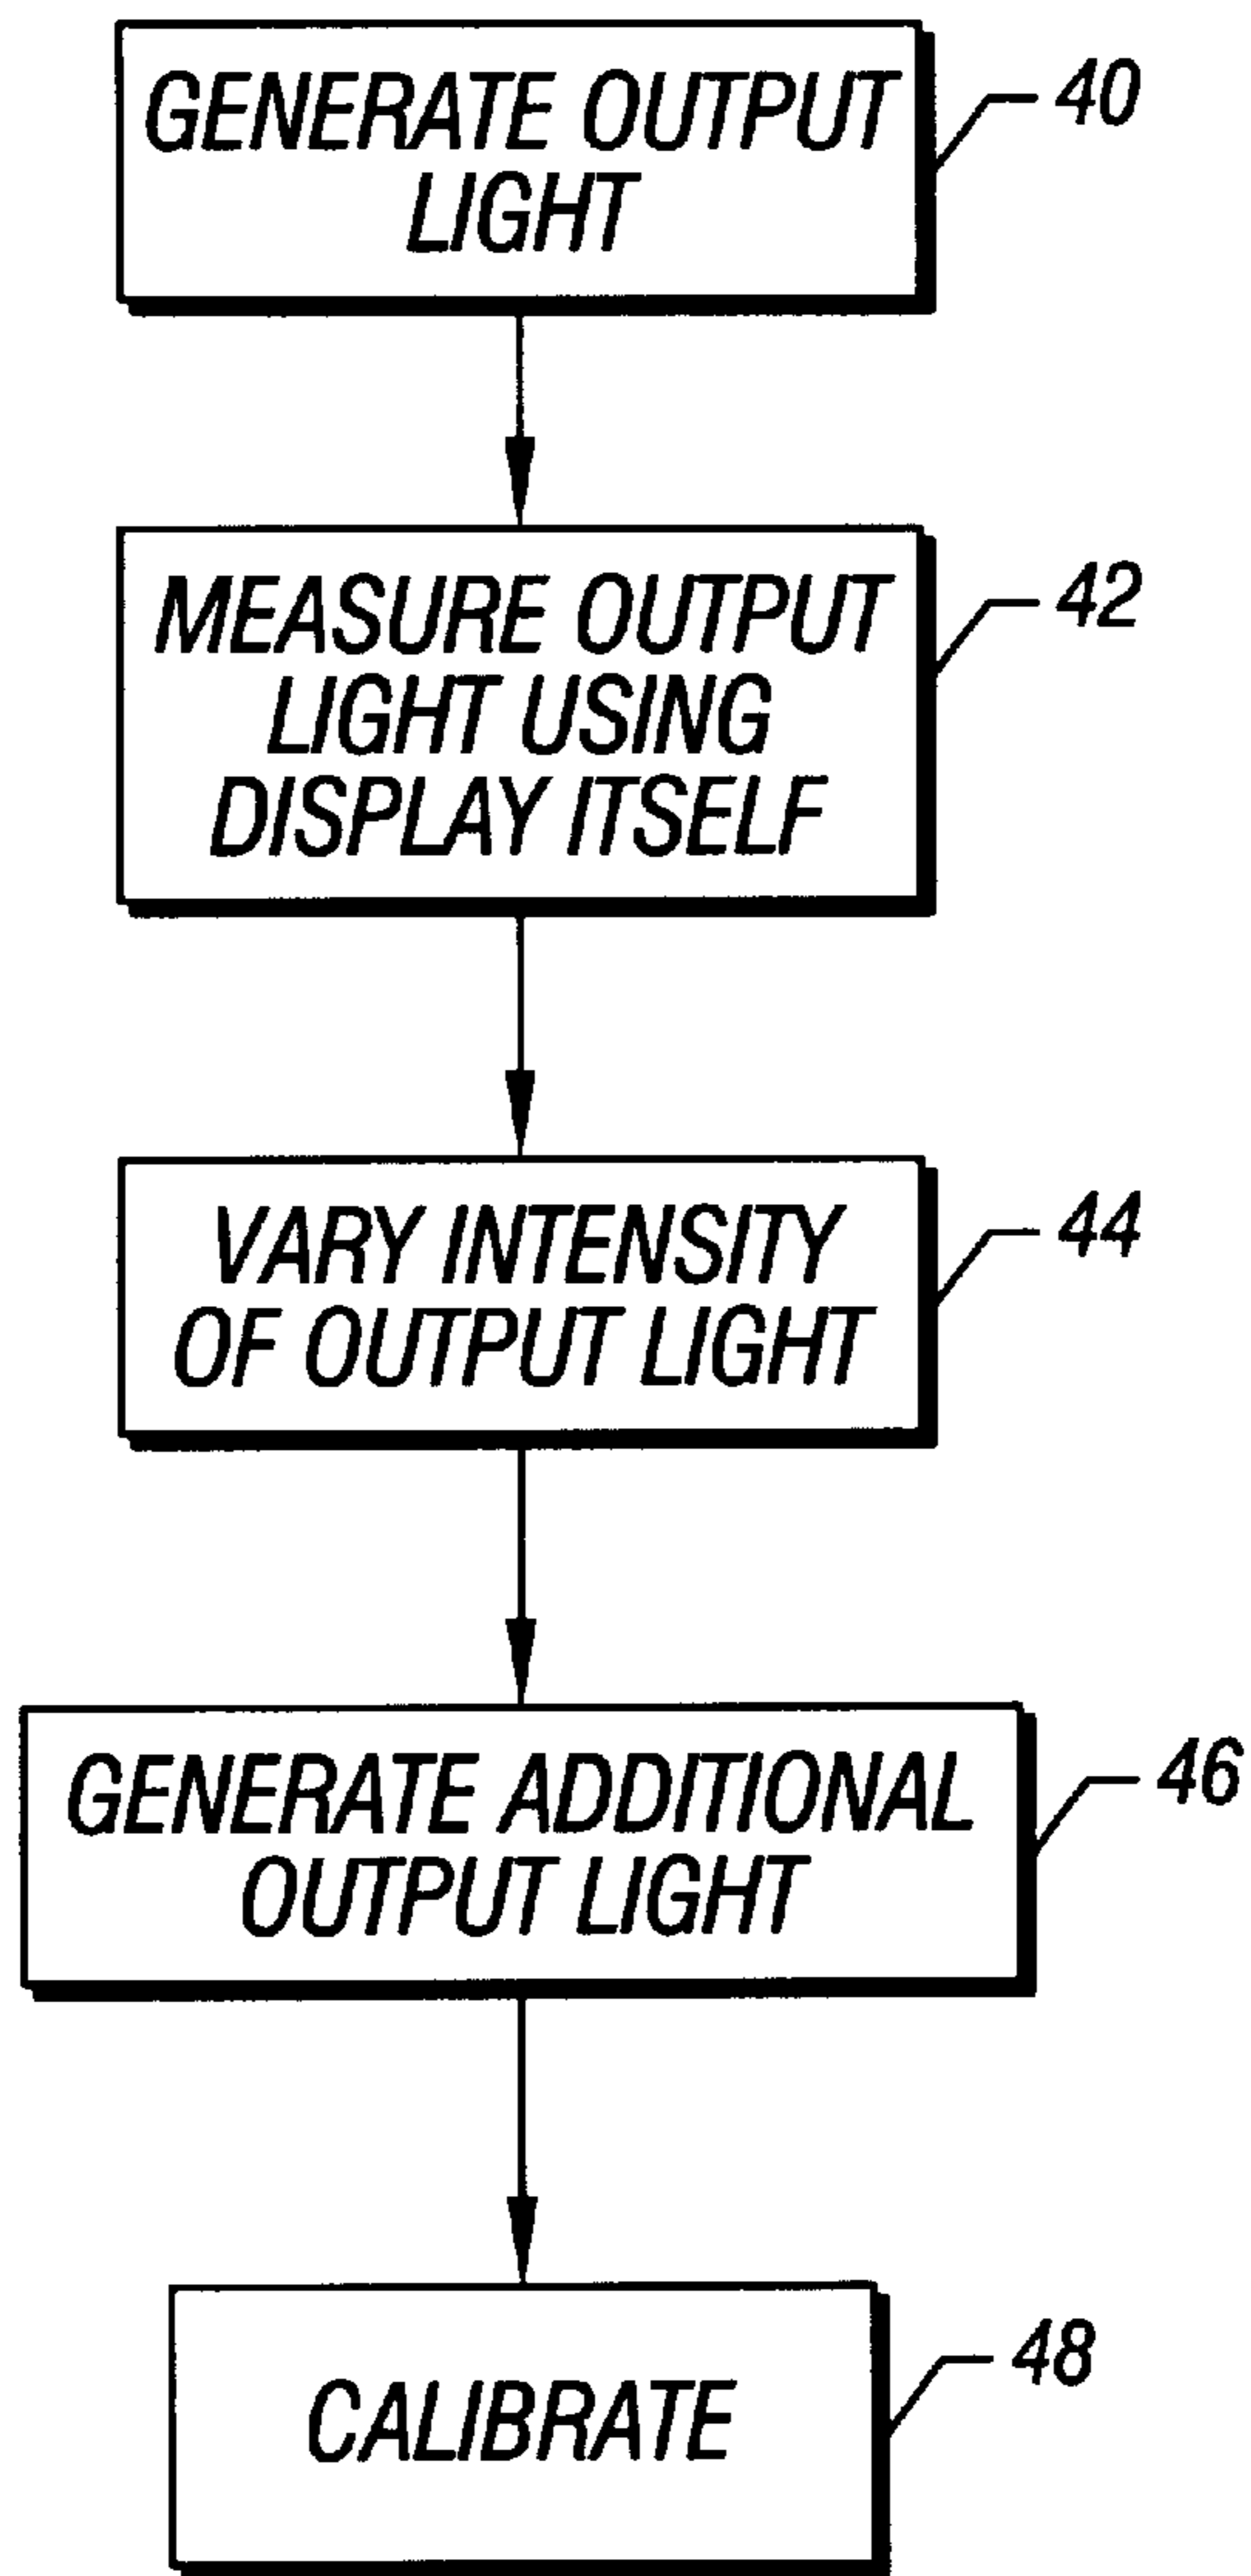 GENERATE OUTPUT
LIGHT
40
MEASURE OUTPUT
LIGHT USING
DISPLAY ITSELF
42
VARY INTENSITY
OF OUTPUT LIGHT
44
GENERATE ADDITIONAL
OUTPUT LIGHT
46
CALIBRATE
48